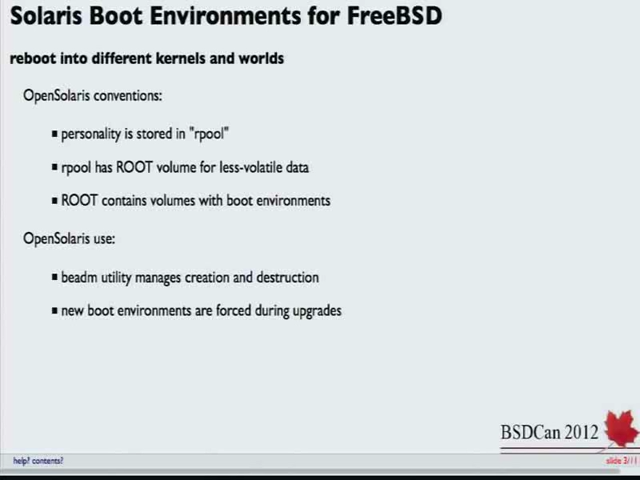 Solaris Boot Environments for FreeBSD
reboot into different kernels and worlds
OpenSolaris conventions:
personality is stored in "rpool"
rpool has ROOT volume for less-volatile data
ROOT contains volumes with boot environments
OpenSolaris use:
beadm utility manages creation and destruction
new boot environments are forced during upgrades
BSDCan 2012
help? contents?
slide 3/11